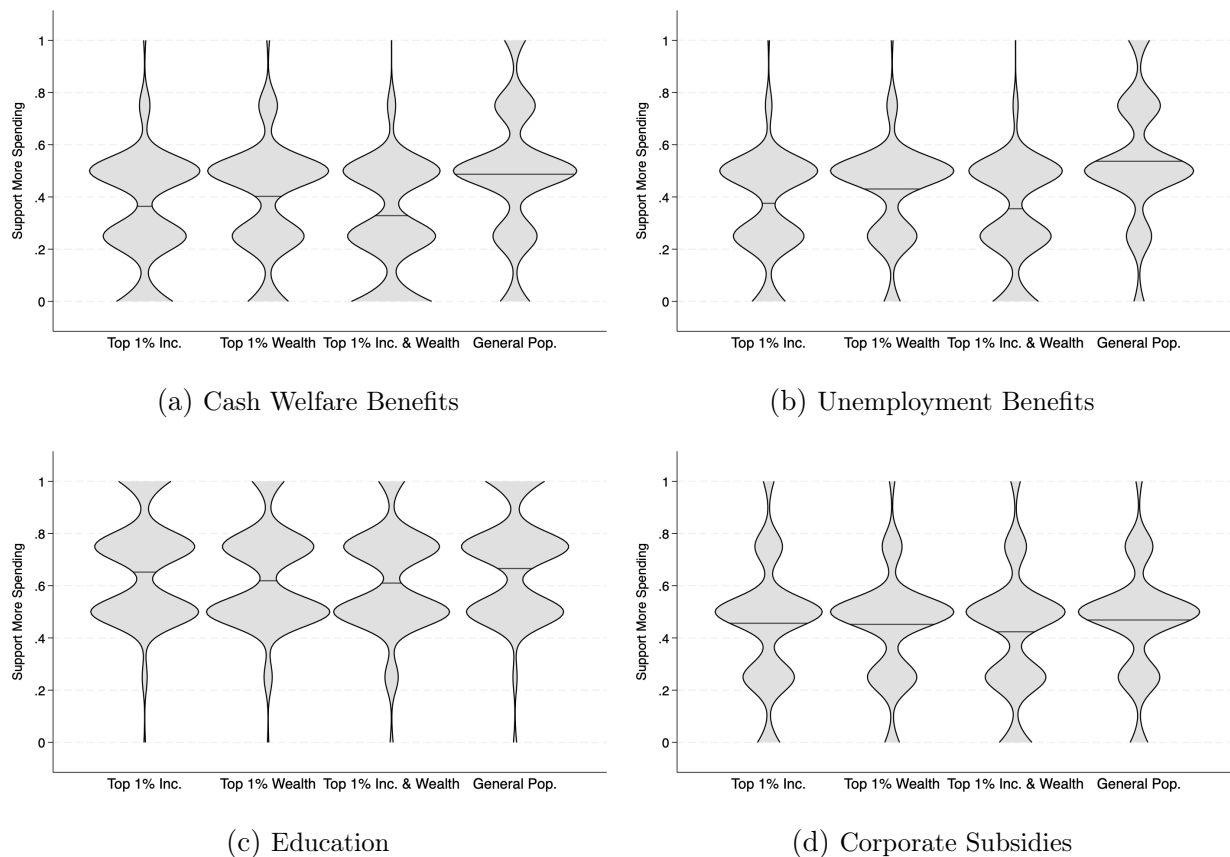 Support More Spending
1
.8
.6
.4
.2
0
Top 1% Inc. Top 1% Wealth Top 1% Inc. & Wealth General Pop.
(a) Cash Welfare Benefits
Support More Spending
1
.8
.6
.4
.2
0
Top 1% Inc. Top 1% Wealth Top 1% Inc. & Wealth General Pop.
(b) Unemployment Benefits
Support More Spending
1
.8
.6
.4
.2
0
Top 1% Inc. Top 1% Wealth Top 1% Inc. & Wealth General Pop.
(c) Education
Support More Spending
1
.8
.6
.4
.2
0
Top 1% Inc. Top 1% Wealth Top 1% Inc. & Wealth General Pop.
(d) Corporate Subsidies